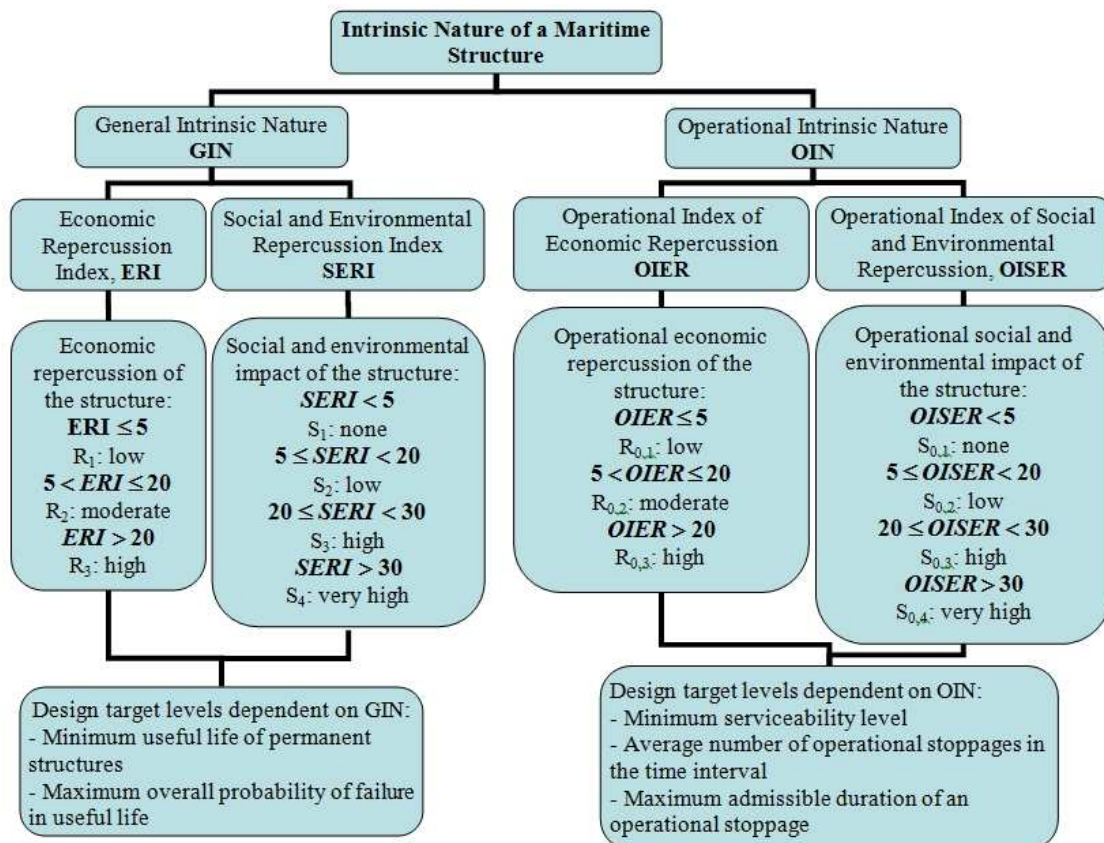 Intrinsic Nature of a Maritime
Structure
General Intrinsic Nature
GIN
Operational Intrinsic Nature
OIN
Economic
Repercussion
Index, ERI
Social and Environmental
Repercussion Index
SERI
Operational Index of
Economic Repercussion
OIER
Operational Index of Social
and Environmental
Repercussion, OISER
Economic
repercussion of
the structure:
ERI ≤ 5
R₁: low
5 < ERI ≤ 20
R₂: moderate
ERI > 20
R₃: high
Social and environmental
impact of the structure:
SERI < 5
S₁: none
5 ≤ SERI < 20
S₂: low
20 ≤ SERI < 30
S₃: high
SERI > 30
S₄: very high
Operational economic
repercussion of the
structure:
OIER ≤ 5
R₀,₁: low
5 < OIER ≤ 20
R₀,₂: moderate
OIER > 20
R₀,₃: high
Operational social and
environmental impact of
the structure:
OISER < 5
S₀,₁: none
5 ≤ OISER < 20
S₀,₂: low
20 ≤ OISER < 30
S₀,₃: high
OISER > 30
S₀,₄: very high
Design target levels dependent on GIN:
- Minimum useful life of permanent
structures
- Maximum overall probability of failure
in useful life
Design target levels dependent on OIN:
- Minimum serviceability level
- Average number of operational stoppages in
the time interval
- Maximum admissible duration of an
operational stoppage